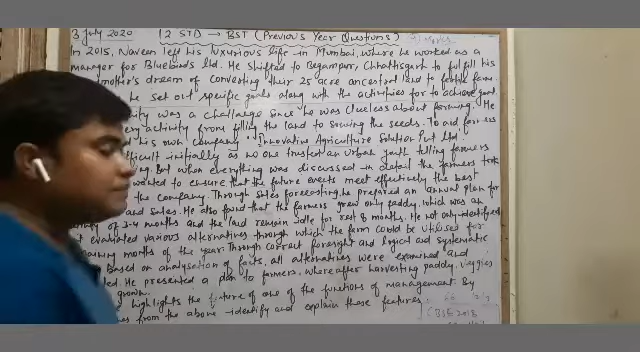 3 July 2020 12 STD - BST (Previous Year Questions)
In 2015, Naveen left his luxurious life in Mumbai, where he worked as a
manager for Bluebirds ltd. He shifted to Begampur, Chhattisgarh to fulfill his
mother's dream of converting their 25 acre ancestral land to fertile farm.
he set out specific goals along with the activities for to achieve goal.
was a challenge since he was clueless about farming. He
activity from filling the land to sowing the seeds. To aid farmers
his own company "Innovative Agriculture Solution Pvt ltd
initially as no one trusted an urban youth telling farmers
But when everything was discussed in detail the farmers took
wanted to ensure that the future events meet effectively the best
the company. Through sales forecasting, he prepared an annual plan for
and sales. He also found that the farmers grew only paddy, which was an
of 3-4 months and the land remain idle for rest 8 months. He not only identified
evaluated various alternatives through which the farm could be utilised for
months of the year. Through correct foresight and logical and systematic
Based on analysation of facts, all alternatives were examined and
He presented a plan to farmers, where after harvesting paddy, veggies
grown.
highlights the future of one of the functions of management. By
from the above identify and explain these features
CBSE 2018